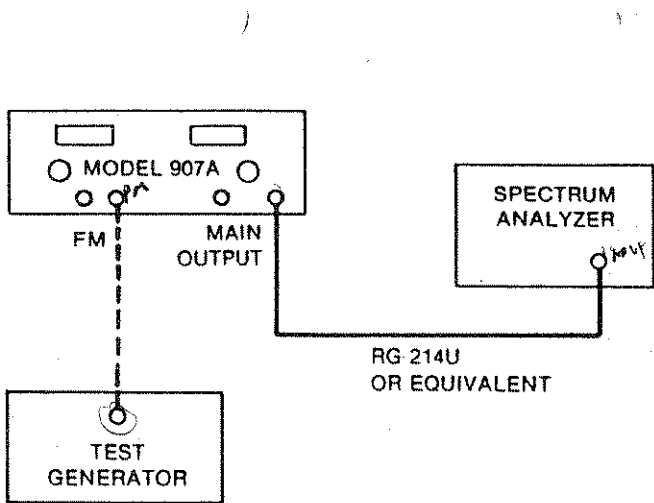 MODEL 907A
FM
MAIN
OUTPUT
SPECTRUM
ANALYZER
RG-214U
OR EQUIVALENT
TEST
GENERATOR